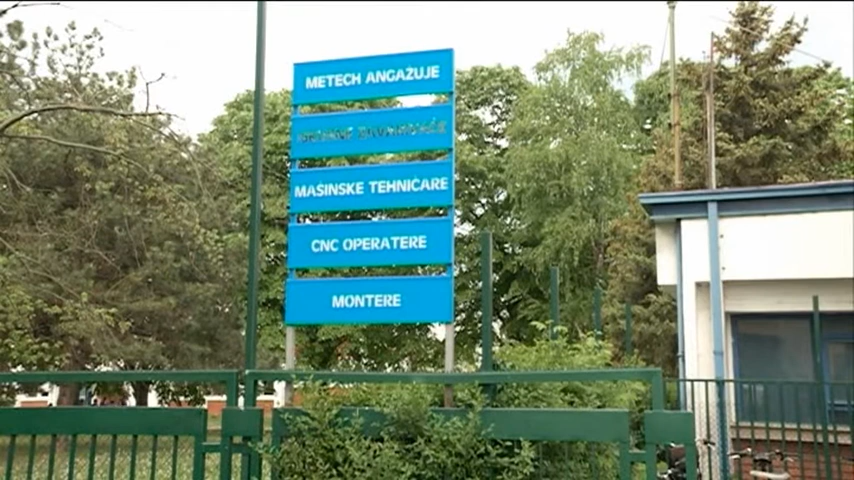 METECH ANGAŽUJE
MAŠINSKE TEHNIČARE
CNC OPERATERE
MONTERE